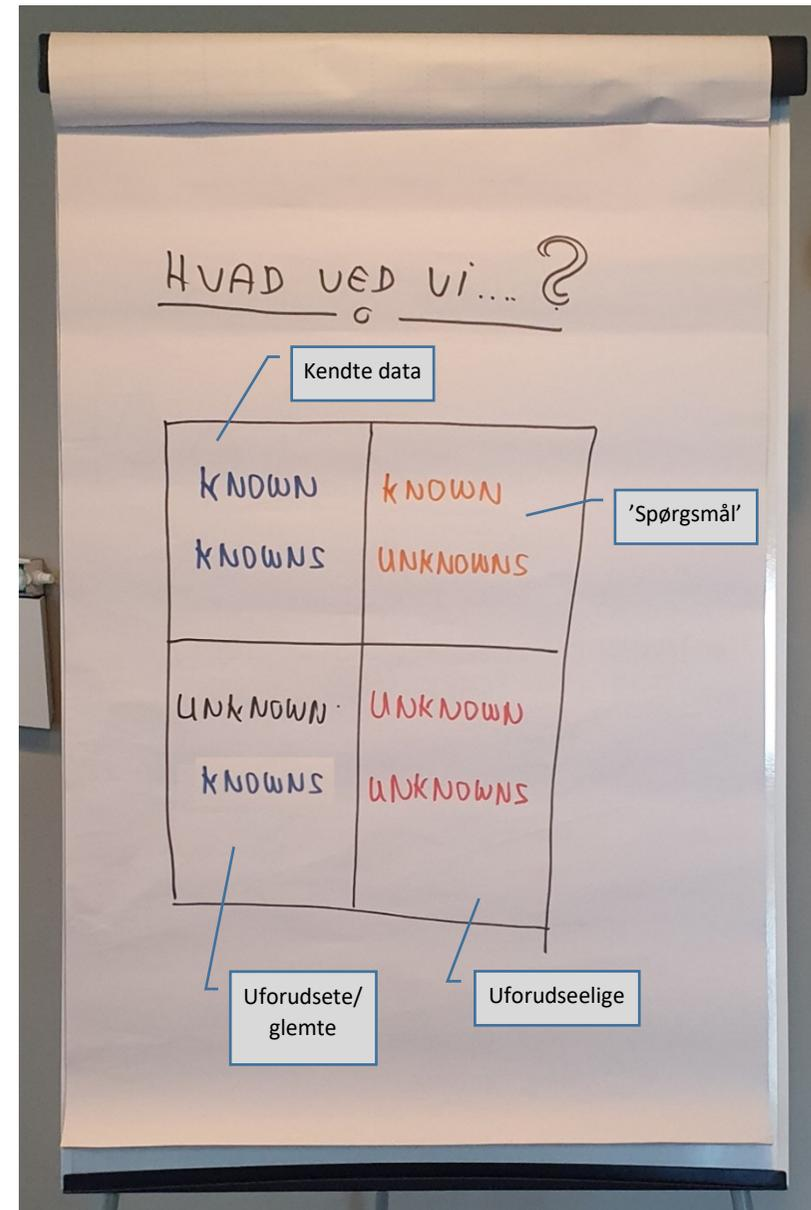 HVAD VED Vi....?
Kendte data
KNOWN
KNOWNS
KNOWN
UNKNOWNS
'Spørgsmål'
UNKNOWN
KNOWNS
UNKNOWN
UNKNOWNS
Uforudsete/
glemte
Uforudseelige